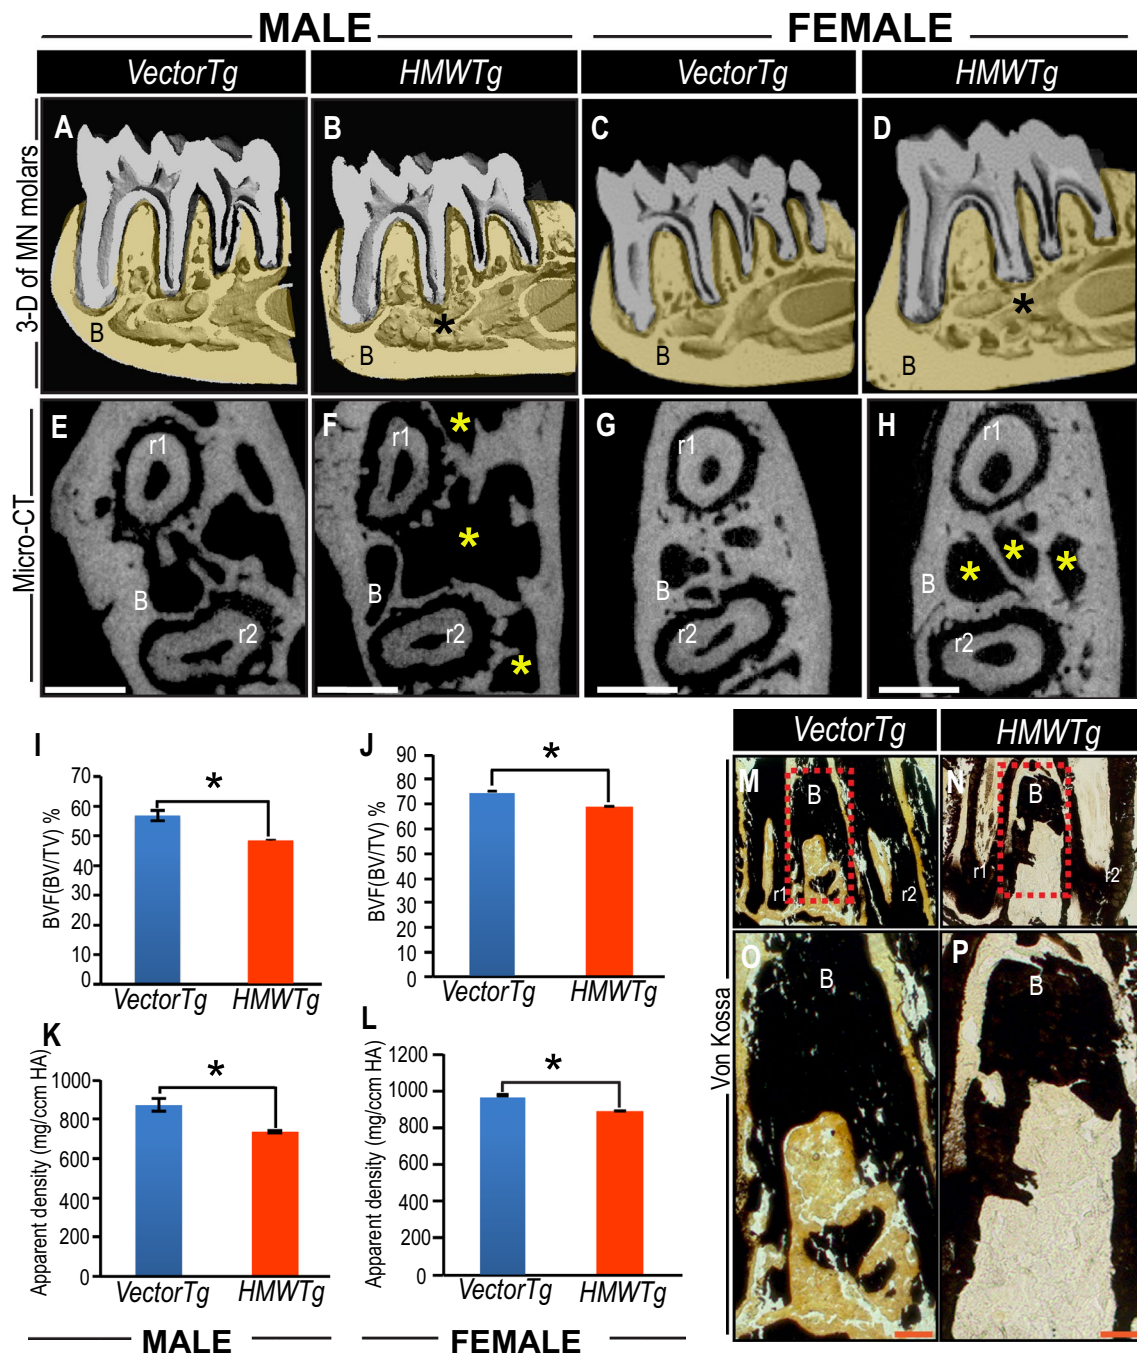 MALE FEMALE
VectorTg HMWTg VectorTg HMWTg
3-D of MN molars
A B C D
* *
B B B B
Micro-CT
E F G H
r1 r1 r1 r1
* * * * * *
B B B B
r2 r2 r2 r2
I J
BVF(BV/TV) %
70
60
50
40
30
20
10
0
*
VectorTg HMWTg
BVF(BV/TV) %
90
80
70
60
50
40
30
20
10
0
*
VectorTg HMWTg
K L
Apparent density (mg/ccm HA)
1000
800
600
400
200
0
*
VectorTg HMWTg
Apparent density (mg/ccm HA)
1200
1000
800
600
400
200
0
*
VectorTg HMWTg
MALE FEMALE
VectorTg HMWTg
Von Kossa
M N
B B
r1 r2 r1 r2
O P
B B